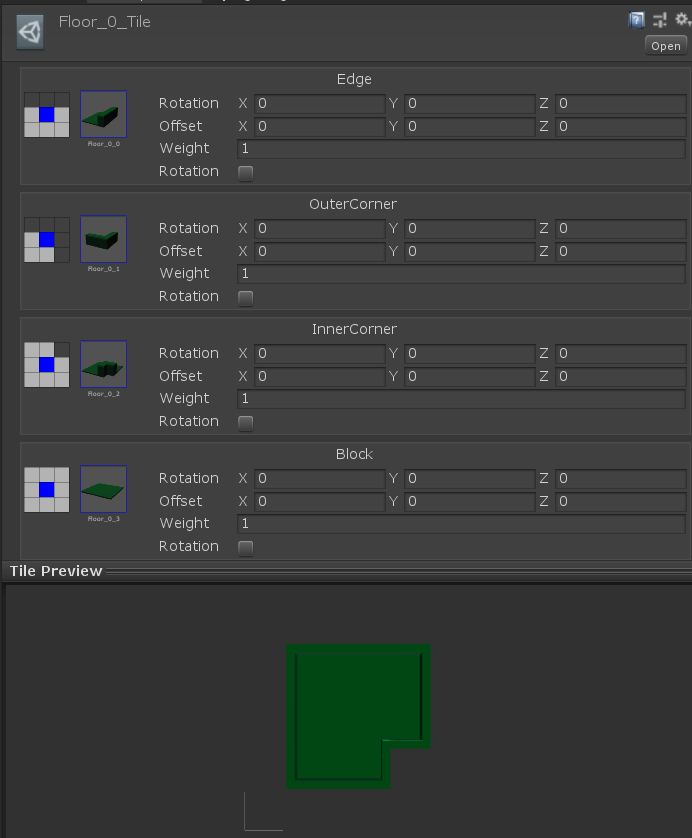 Floor_0_Tile
Open
Edge
Rotation X 0 Y 0 Z 0
Offset X 0 Y 0 Z 0
Weight 1
Rotation
Floor_0_0
OuterCorner
Rotation X 0 Y 0 Z 0
Offset X 0 Y 0 Z 0
Weight 1
Rotation
Floor_0_1
InnerCorner
Rotation X 0 Y 0 Z 0
Offset X 0 Y 0 Z 0
Weight 1
Rotation
Floor_0_2
Block
Rotation X 0 Y 0 Z 0
Offset X 0 Y 0 Z 0
Weight 1
Rotation
Floor_0_3
Tile Preview